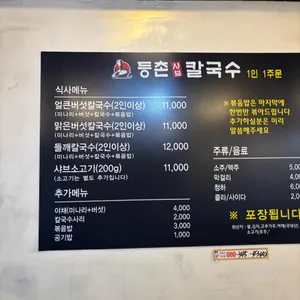 등촌 샤브 칼국수 1인 1주문
식사메뉴
얼큰버섯칼국수(2인이상) 11,000
(미나리+버섯+칼국수+볶음밥)
맑은버섯칼국수(2인이상) 11,000
(미나리+버섯+칼국수+볶음밥)
들깨칼국수(2인이상) 12,000
(미나리+버섯+칼국수+볶음밥)
샤브소고기(200g) 11,000
(소고기는 별도 추가입니다)
추가메뉴
야채(미나리+버섯) 4,000
칼국수사리 2,000
볶음밥 3,000
공기밥 1,000
※ 볶음밥은 마지막에
한번만 볶아드립니다
추가하실분은 미리
말씀해주세요
주류/음료
소주/맥주 5,0
막걸리 4,0
청하 6,0
콜라/사이다 2,0
※ 포장됩니다